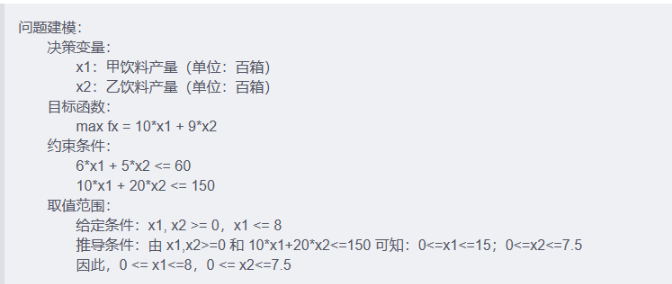 问题建模：
决策变量：
x1：甲饮料产量（单位：百箱）
x2：乙饮料产量（单位：百箱）
目标函数：
max fx = 10*x1 + 9*x2
约束条件：
6*x1 + 5*x2 <= 60
10*x1 + 20*x2 <= 150
取值范围：
给定条件：x1, x2 >= 0，x1 <= 8
推导条件：由 x1,x2>=0 和 10*x1+20*x2<=150 可知：0<=x1<=15；0<=x2<=7.5
因此，0 <= x1<=8，0 <= x2<=7.5